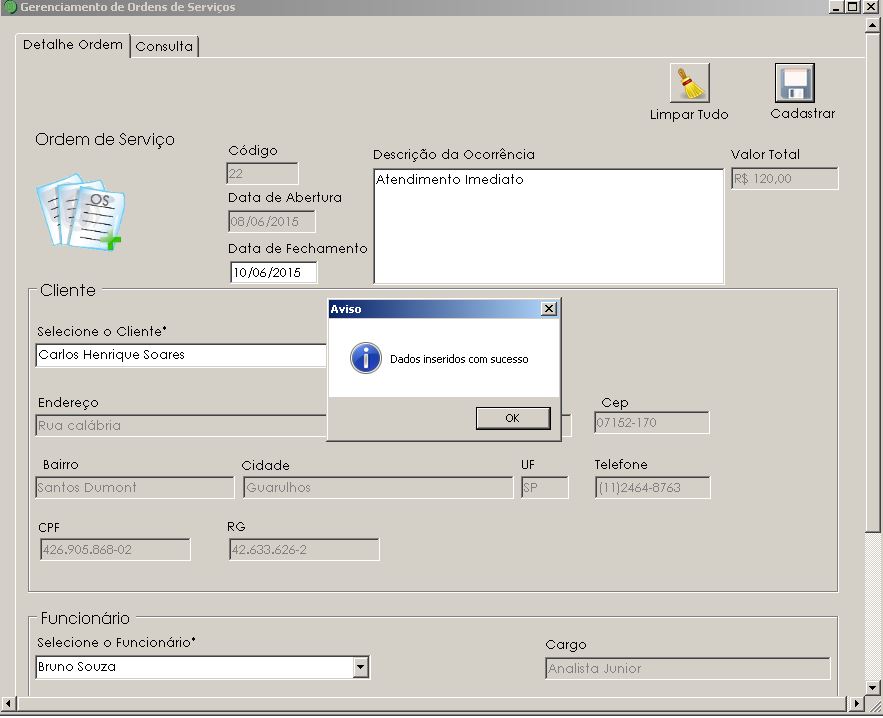 Gerenciamento de Ordens de Serviços
Detalhe Ordem
Consulta
Limpar Tudo
Cadastrar
Ordem de Serviço
OS
Código
22
Data de Abertura
08/06/2015
Data de Fechamento
10/06/2015
Descrição da Ocorrência
Atendimento Imediato
Valor Total
R$ 120,00
Cliente
Selecione o Cliente*
Carlos Henrique Soares
Aviso
Dados inseridos com sucesso
OK
Endereço
Rua calábria
Cep
07152-170
Bairro
Santos Dumont
Cidade
Guarulhos
UF
SP
Telefone
(11)2464-8763
CPF
426.905.868-02
RG
42.633.626-2
Funcionário
Selecione o Funcionário*
Bruno Souza
Cargo
Analista Junior